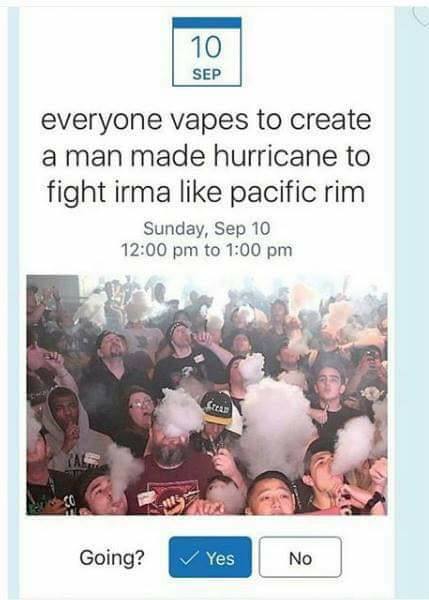 10
SEP
everyone vapes to create
a man made hurricane to
fight irma like pacific rim
Sunday, Sep 10
12:00 pm to 1:00 pm
Going?
Yes
No